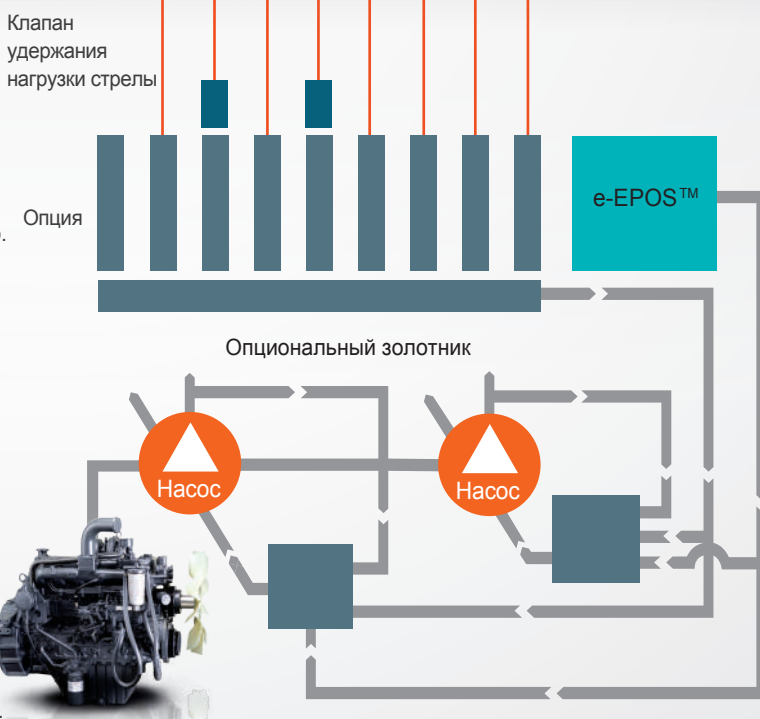 Клапан
удержания
нагрузки стрелы
Опция
e-EPOS™
Опциональный золотник
Насос
Насос